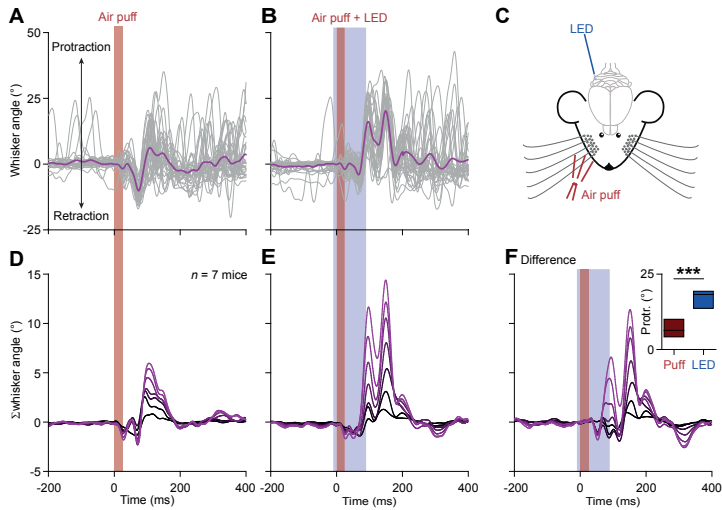 A
Air puff
B
Air puff + LED
C
50
25
0
-25
Whisker angle (°)
Protraction
Retraction
LED
Air puff
D
n = 7 mice
E
F Difference
15
10
5
0
-5
Σwhisker angle (°)
-200 0 200 400
Time (ms)
-200 0 200 400
Time (ms)
-200 0 200 400
Time (ms)
25
0
Protr. (°)
***
Puff LED